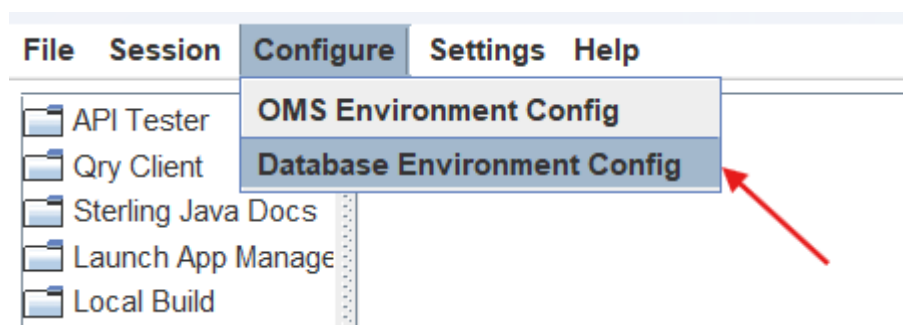 File Session Configure Settings Help
OMS Environment Config
Database Environment Config
API Tester
Qry Client
Sterling Java Docs
Launch App Manage
Local Build